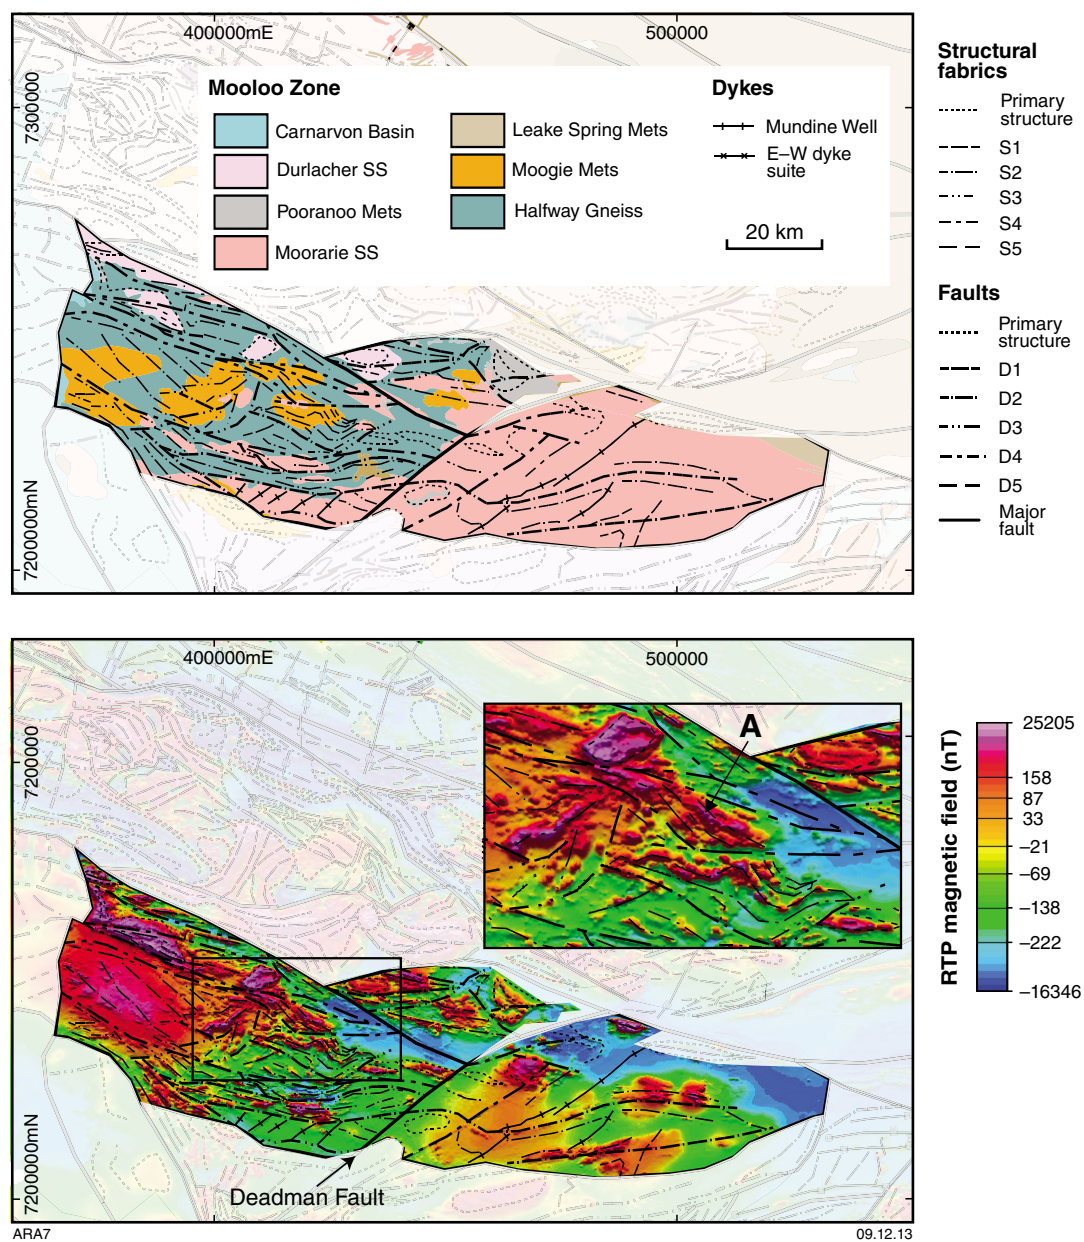 400000mE
500000
7300000
7200000mN
Mooloo Zone
Carnarvon Basin
Durlacher SS
Pooranoo Mets
Moorarie SS
Leake Spring Mets
Moogie Mets
Halfway Gneiss
Dykes
Mundine Well
E–W dyke
suite
20 km
Structural
fabrics
Primary
structure
S1
S2
S3
S4
S5
Faults
Primary
structure
D1
D2
D3
D4
D5
Major
fault
400000mE
500000
7200000
7200000mN
A
Deadman Fault
RTP magnetic field (nT)
25205
158
87
33
–21
–69
–138
–222
–16346
ARA7
09.12.13